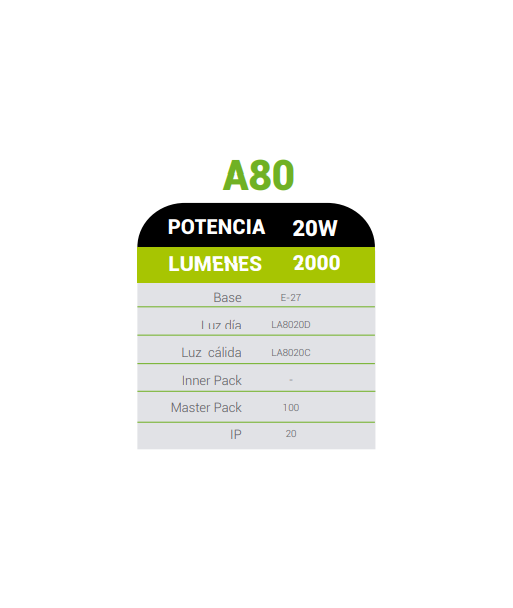 A80
POTENCIA 20W
LUMENES 2000
Base E-27
Luz día LA8020D
Luz cálida LA8020C
Inner Pack -
Master Pack 100
IP 20